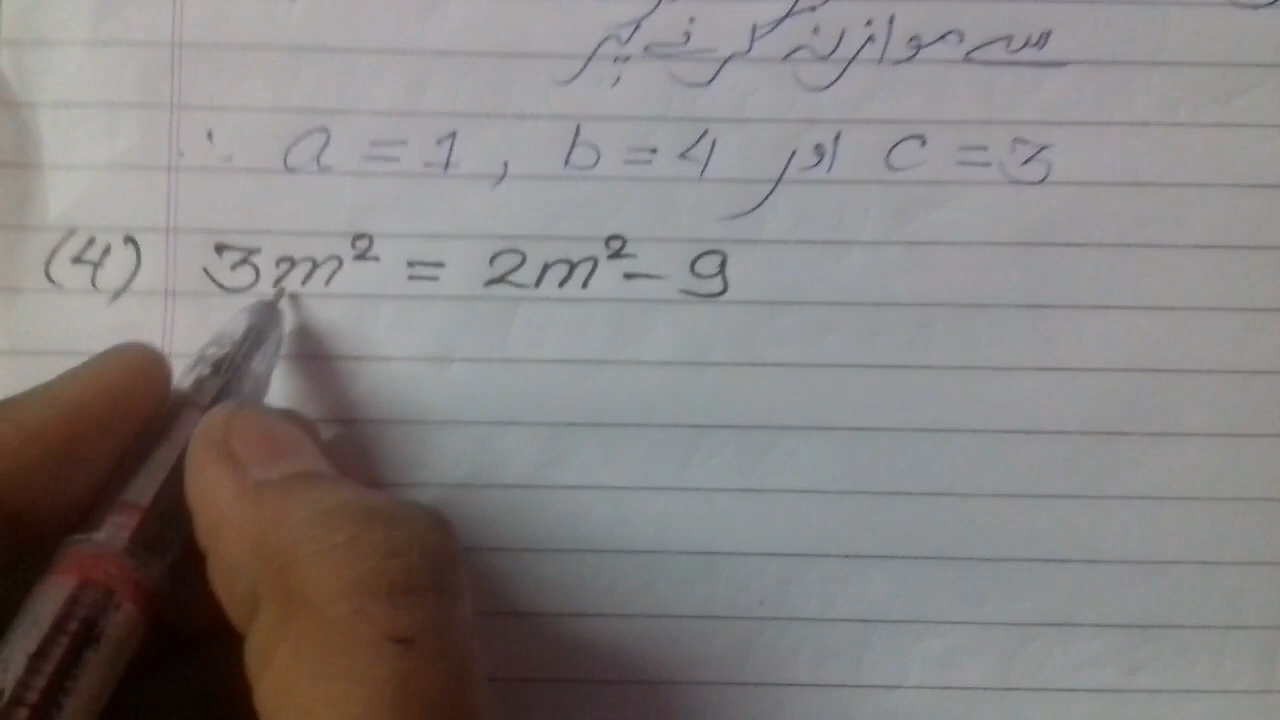 سے موازنہ کرنے پر
∴ a = 1 , b = 4 اور c = 3
(4) 3m² = 2m² - 9